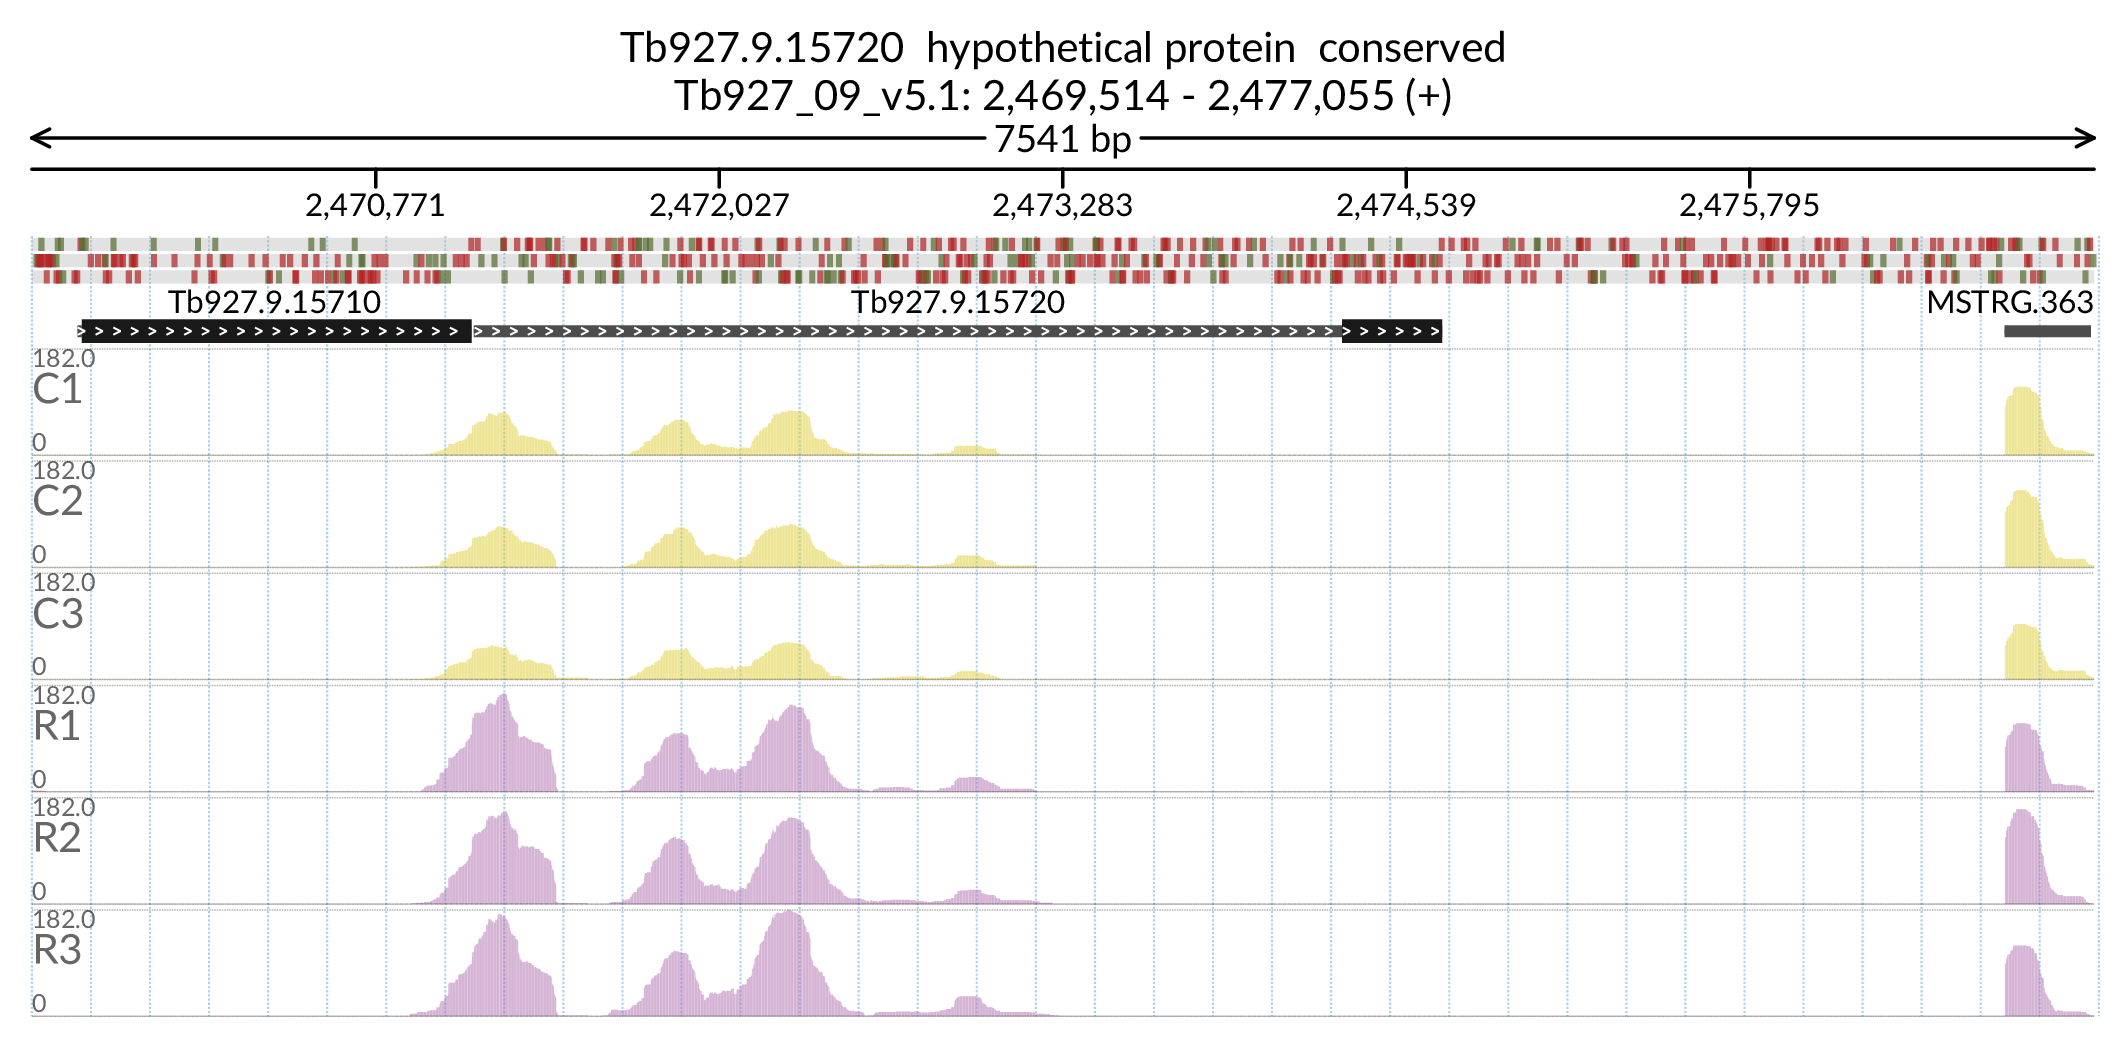 Tb927.9.15720 hypothetical protein conserved
Tb927_09_v5.1: 2,469,514 - 2,477,055 (+)
7541 bp
2,470,771 2,472,027 2,473,283 2,474,539 2,475,795
Tb927.9.15710 Tb927.9.15720 MSTRG.363
182.0
C1
0
182.0
C2
0
182.0
C3
0
182.0
R1
0
182.0
R2
0
182.0
R3
0